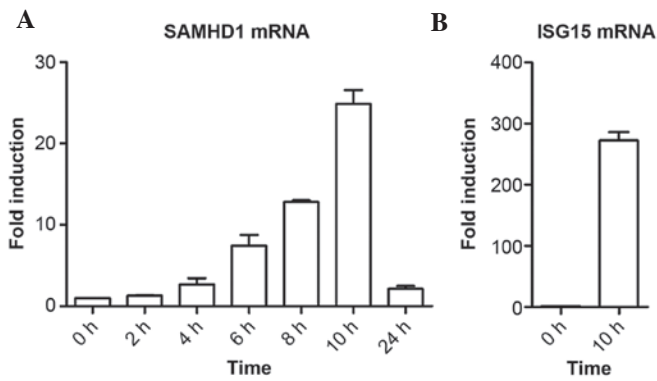 A
SAMHD1 mRNA
Fold induction
30
20
10
0
0 h
2 h
4 h
6 h
8 h
10 h
24 h
Time
B
ISG15 mRNA
Fold induction
400
300
200
100
0
0 h
10 h
Time